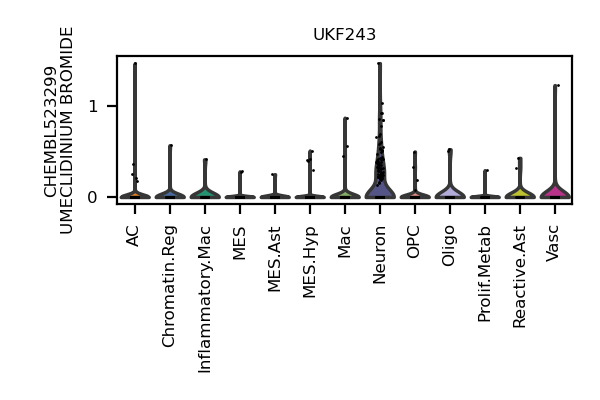 UKF243
CHEMBL523299
UMECLIDINIUM BROMIDE
1
0
AC
Chromatin.Reg
Inflammatory.Mac
MES
MES.Ast
MES.Hyp
Mac
Neuron
OPC
Oligo
Prolif.Metab
Reactive.Ast
Vasc